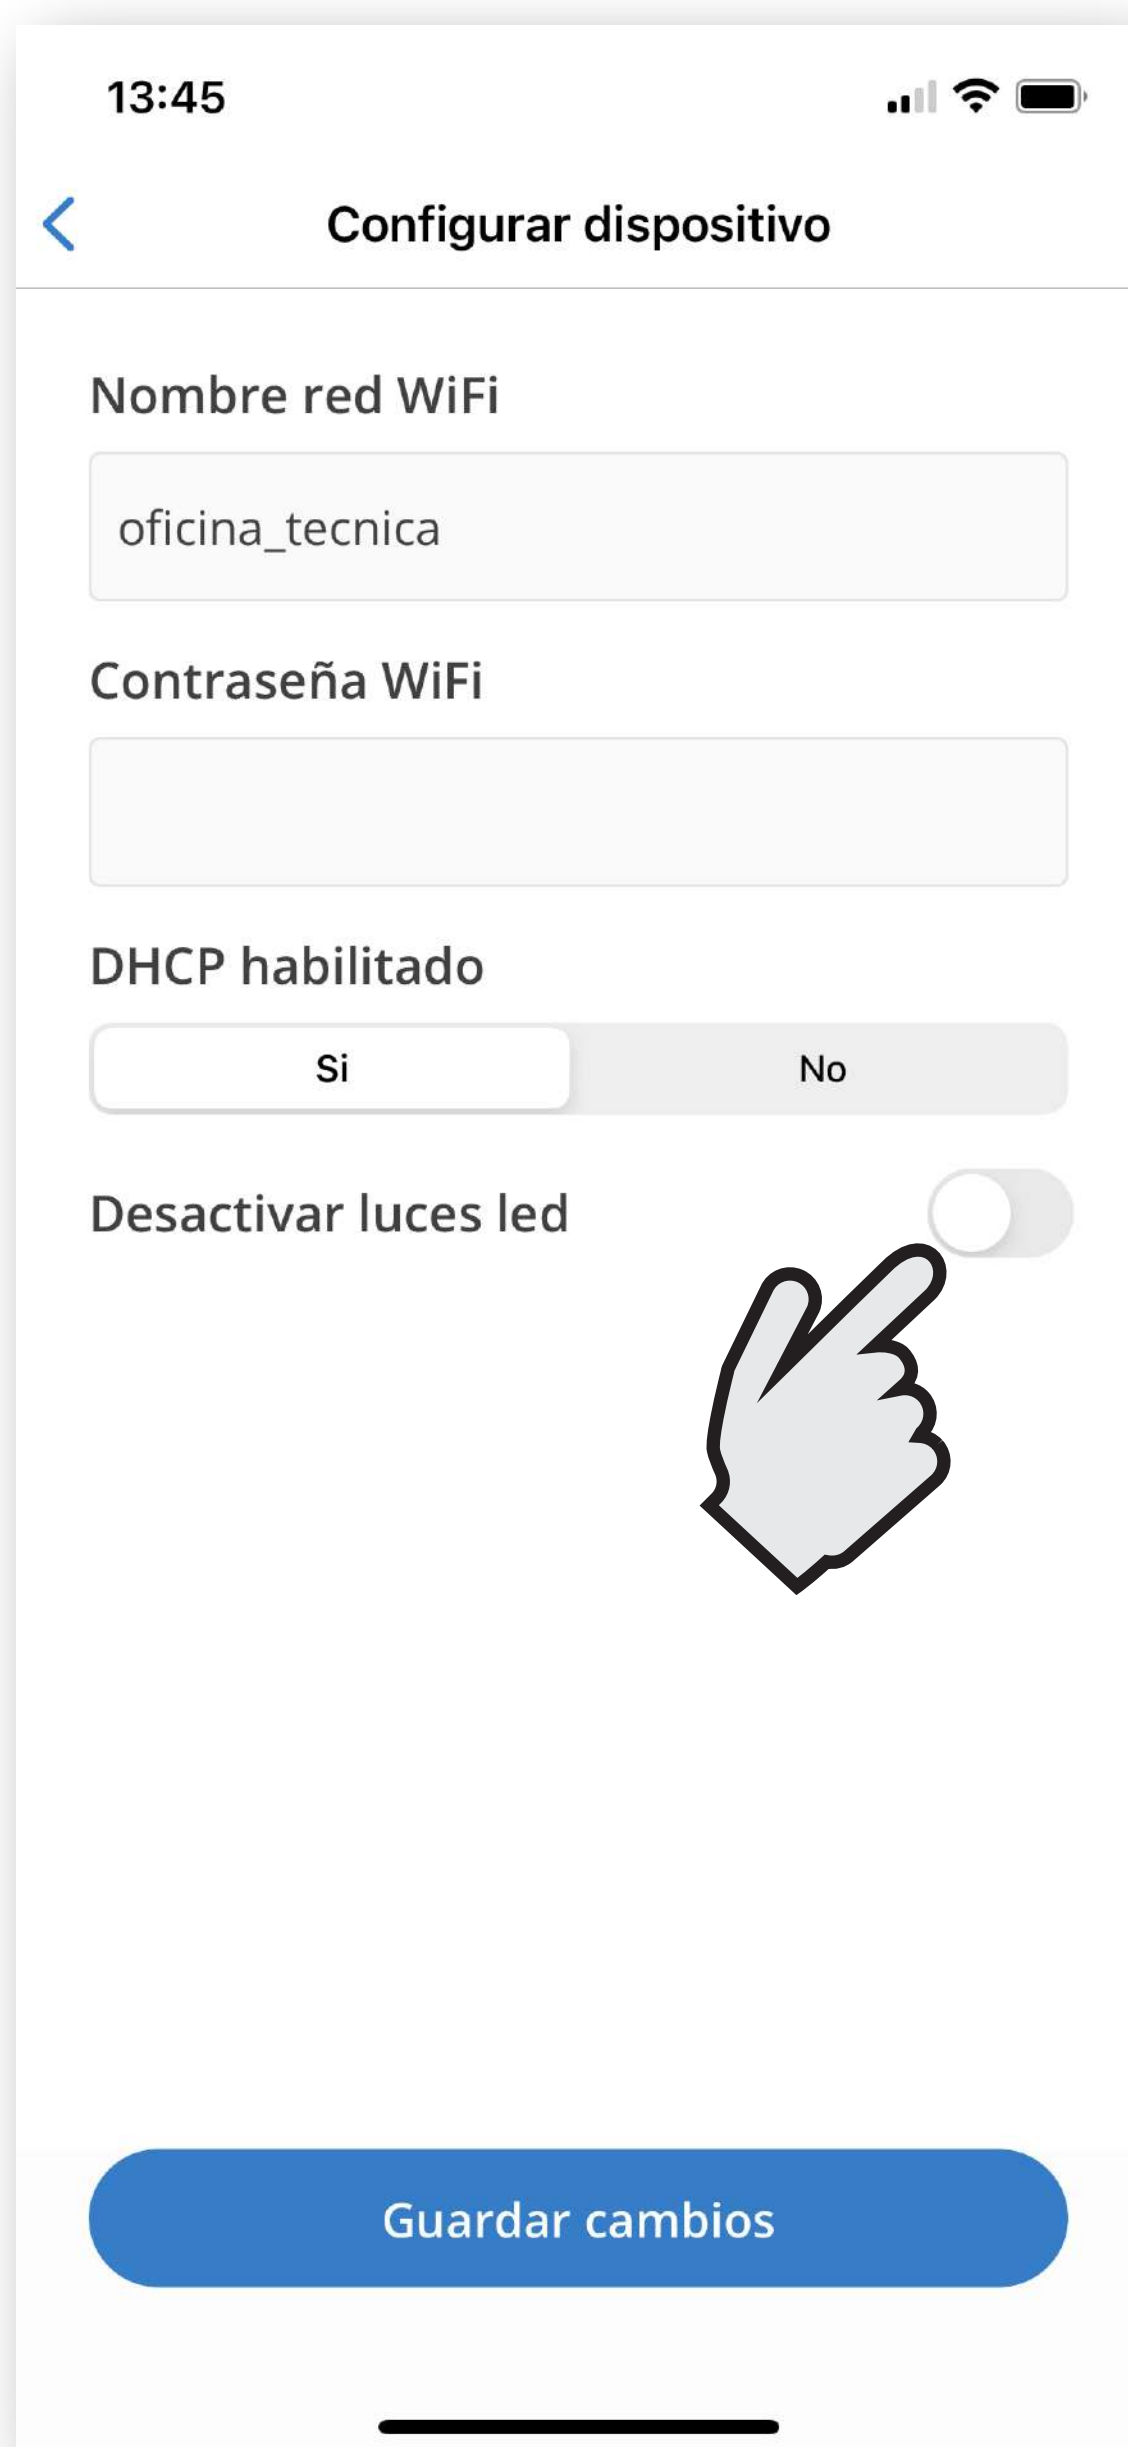 13:45
Configurar dispositivo
Nombre red WiFi
oficina_tecnica
Contraseña WiFi
DHCP habilitado
Si
No
Desactivar luces led
Guardar cambios